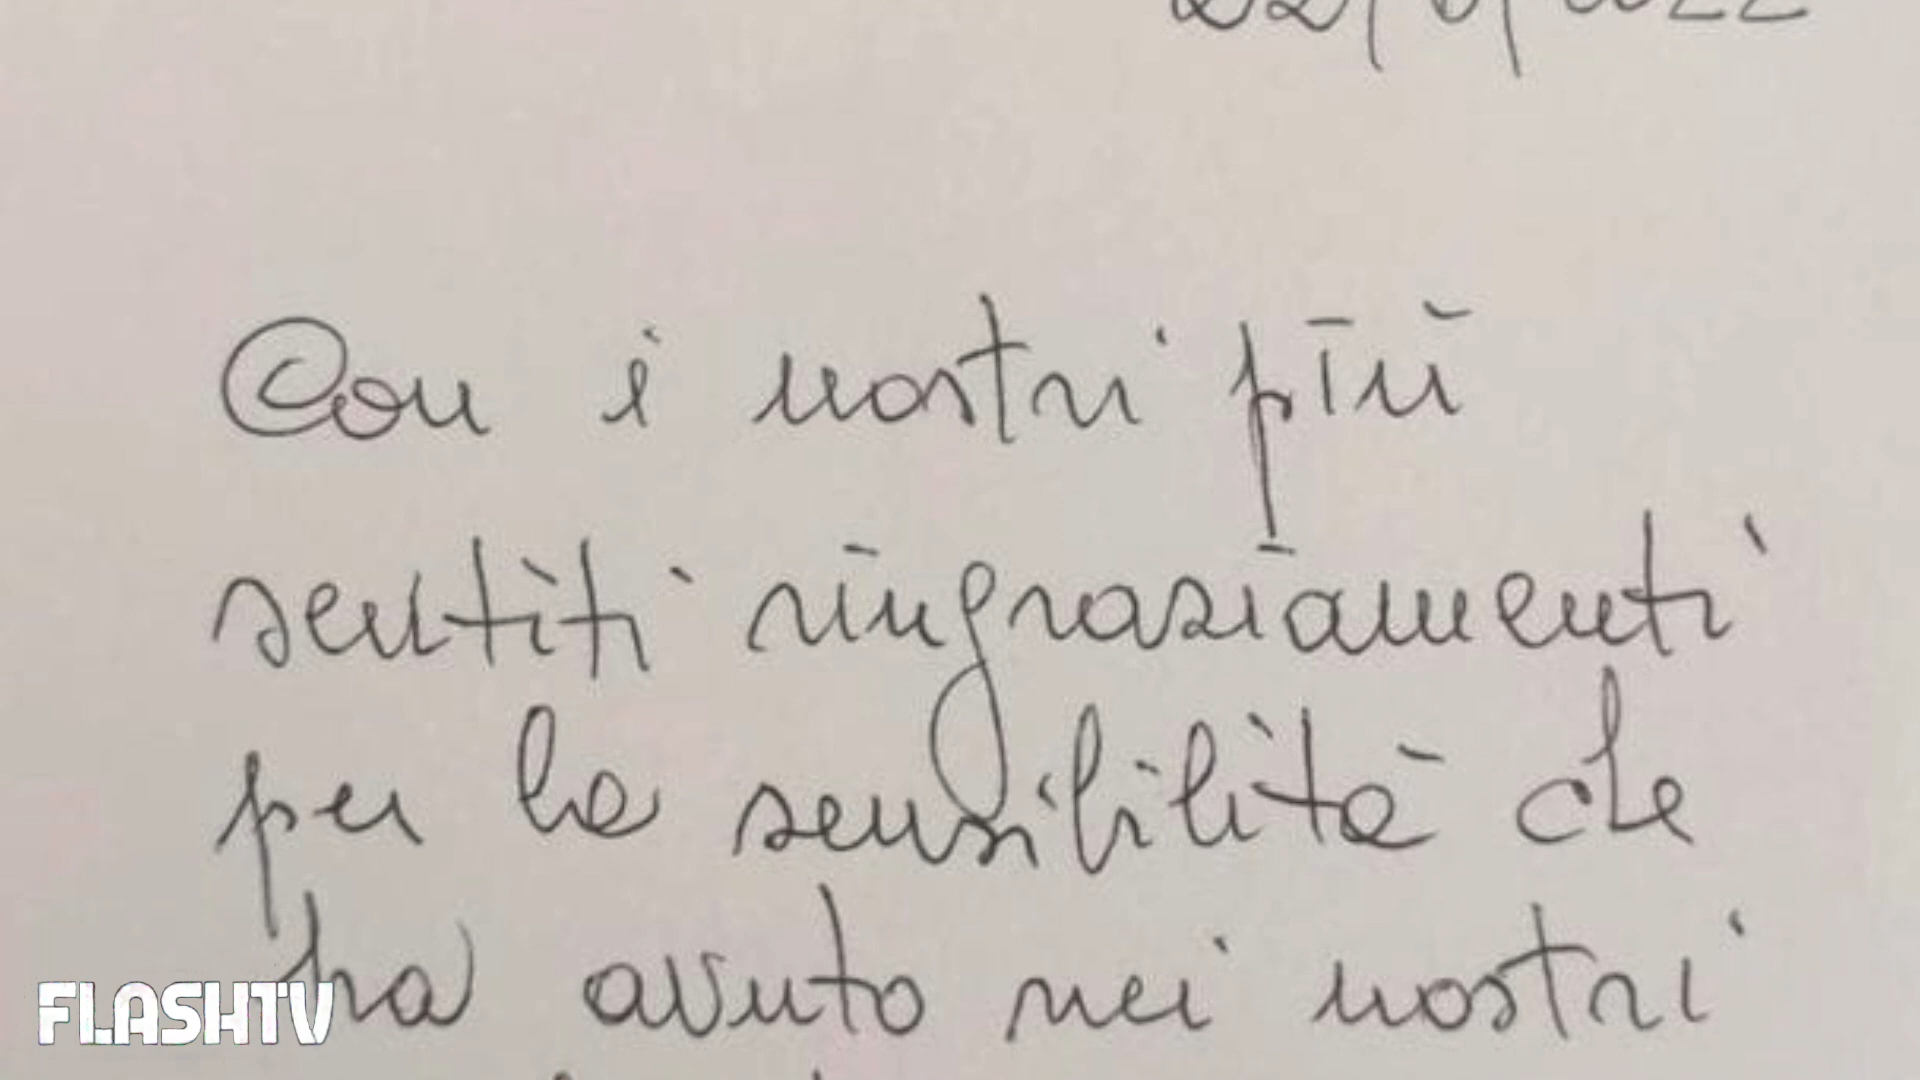 Con i nostri più
sentiti ringraziamenti
per la sensibilità che
ha avuto nei nostri
FLASHTV